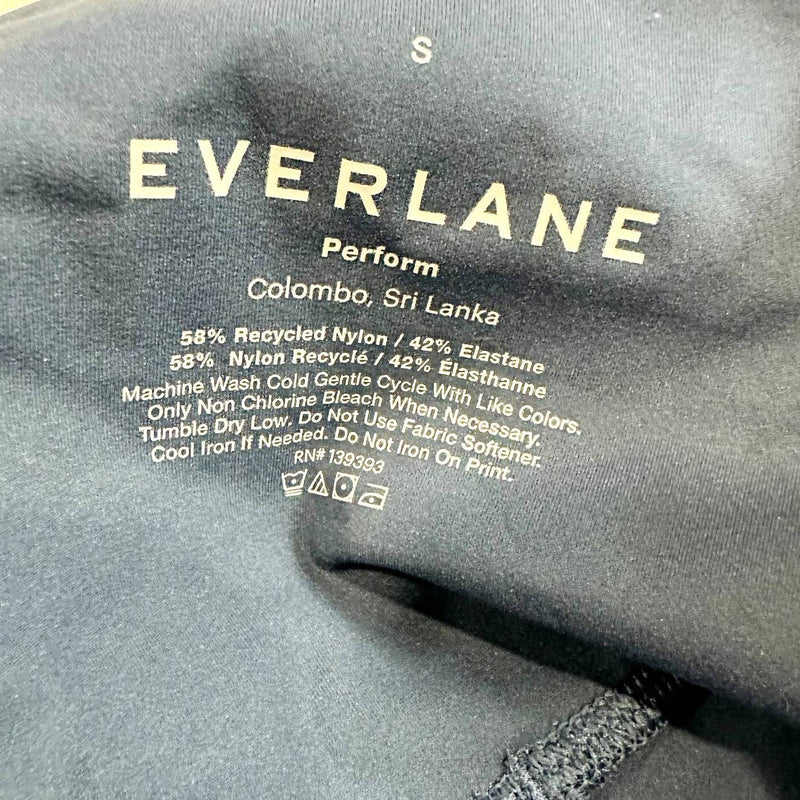 S
EVERLANE
Perform
Colombo, Sri Lanka
58% Recycled Nylon / 42% Elastane
58% Nylon Recyclé / 42% Élasthanne
Machine Wash Cold Gentle Cycle With Like Colors.
Only Non Chlorine Bleach When Necessary.
Tumble Dry Low. Do Not Use Fabric Softener.
Cool Iron If Needed. Do Not Iron On Print.
RN# 139393